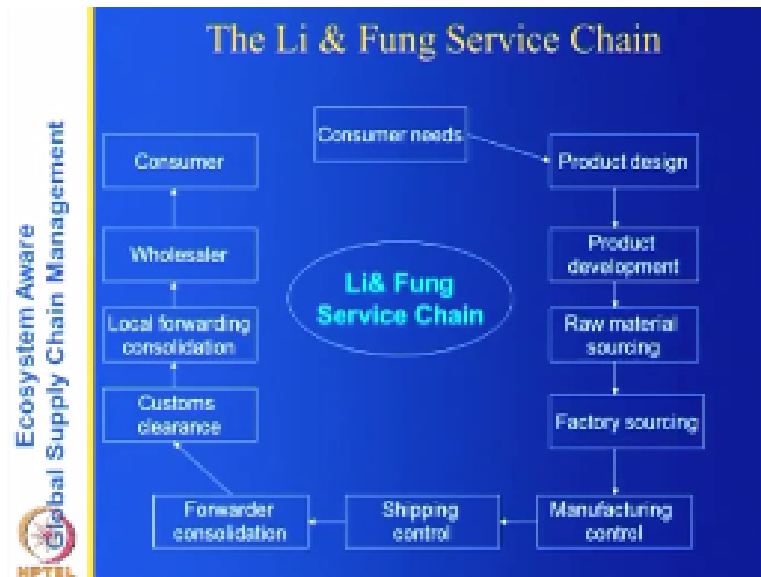 The Li & Fung Service Chain
Consumer needs
Product design
Product
development
Raw material
sourcing
Factory sourcing
Manufacturing
control
Shipping
control
Forwarder
consolidation
Customs
clearance
Local forwarding
consolidation
Wholesaler
Consumer
Li& Fung
Service Chain
Ecosystem Aware
Global Supply Chain Management
NPTEL